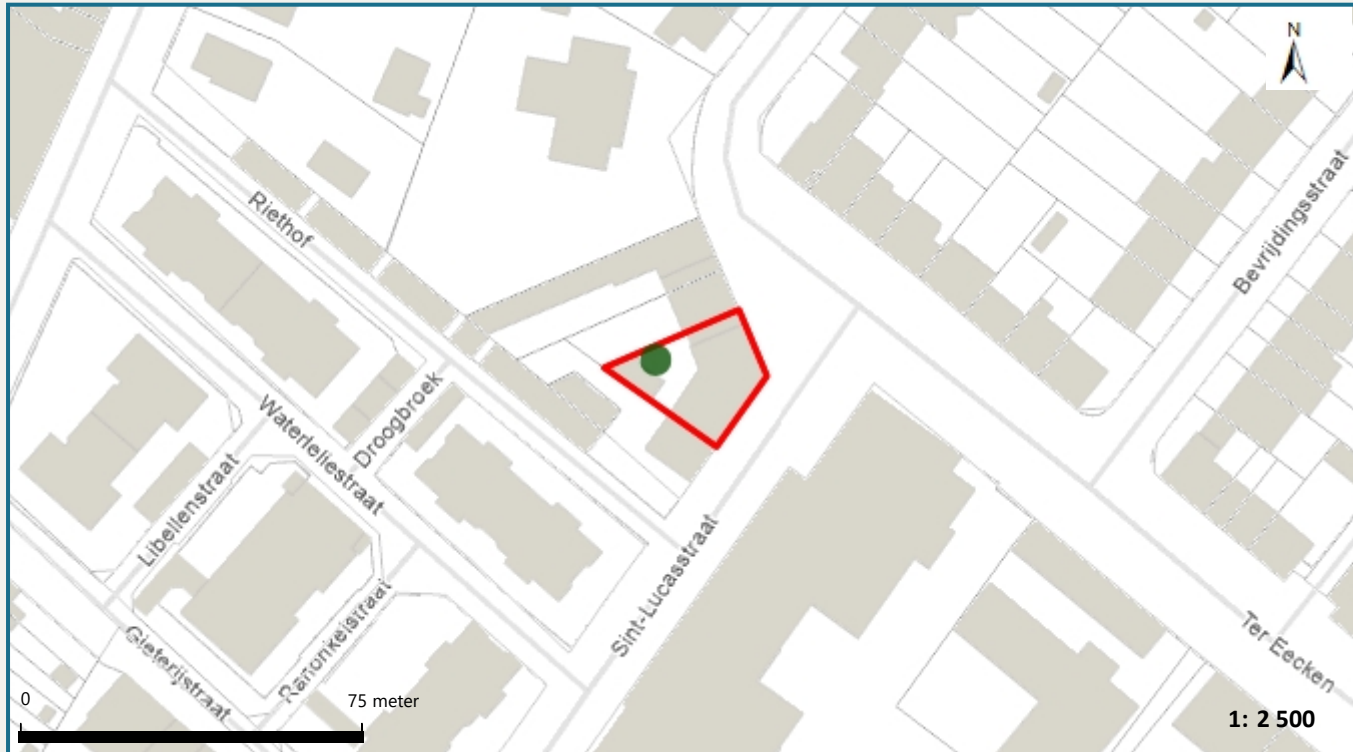 N
Riethof
Bevrijdingsstraat
Droogbroek
Waterleliestraat
Libellenstraat
Sint-Lucasstraat
Ranonkelstraat
Gieterijstraat
Ter Eecken
0
75 meter
1: 2 500